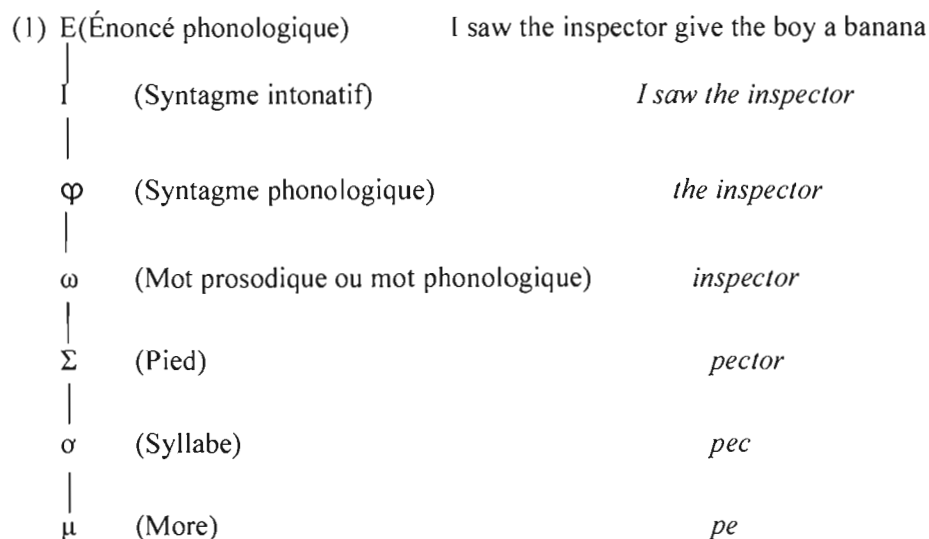 (1) E(Énoncé phonologique) I saw the inspector give the boy a banana
I (Syntagme intonatif) I saw the inspector
φ (Syntagme phonologique) the inspector
ω (Mot prosodique ou mot phonologique) inspector
Σ (Pied) pector
σ (Syllabe) pec
μ (More) pe